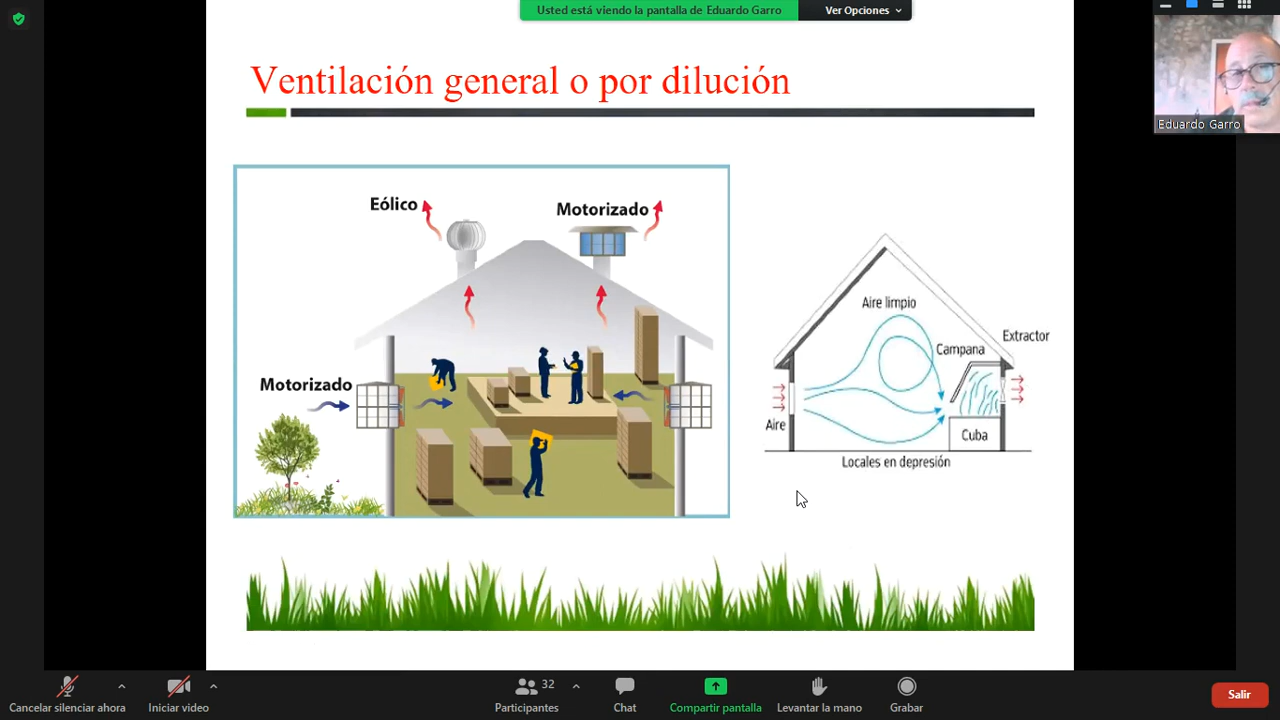 Usted está viendo la pantalla de Eduardo Garro
Ver Opciones
Ventilación general o por dilución
Eduardo Garro
Eólico
Motorizado
Motorizado
Aire limpio
Campana
Extractor
Aire
Cuba
Locales en depresión
Cancelar silenciar ahora
Iniciar video
32
Participantes
Chat
Compartir pantalla
Levantar la mano
Grabar
Salir